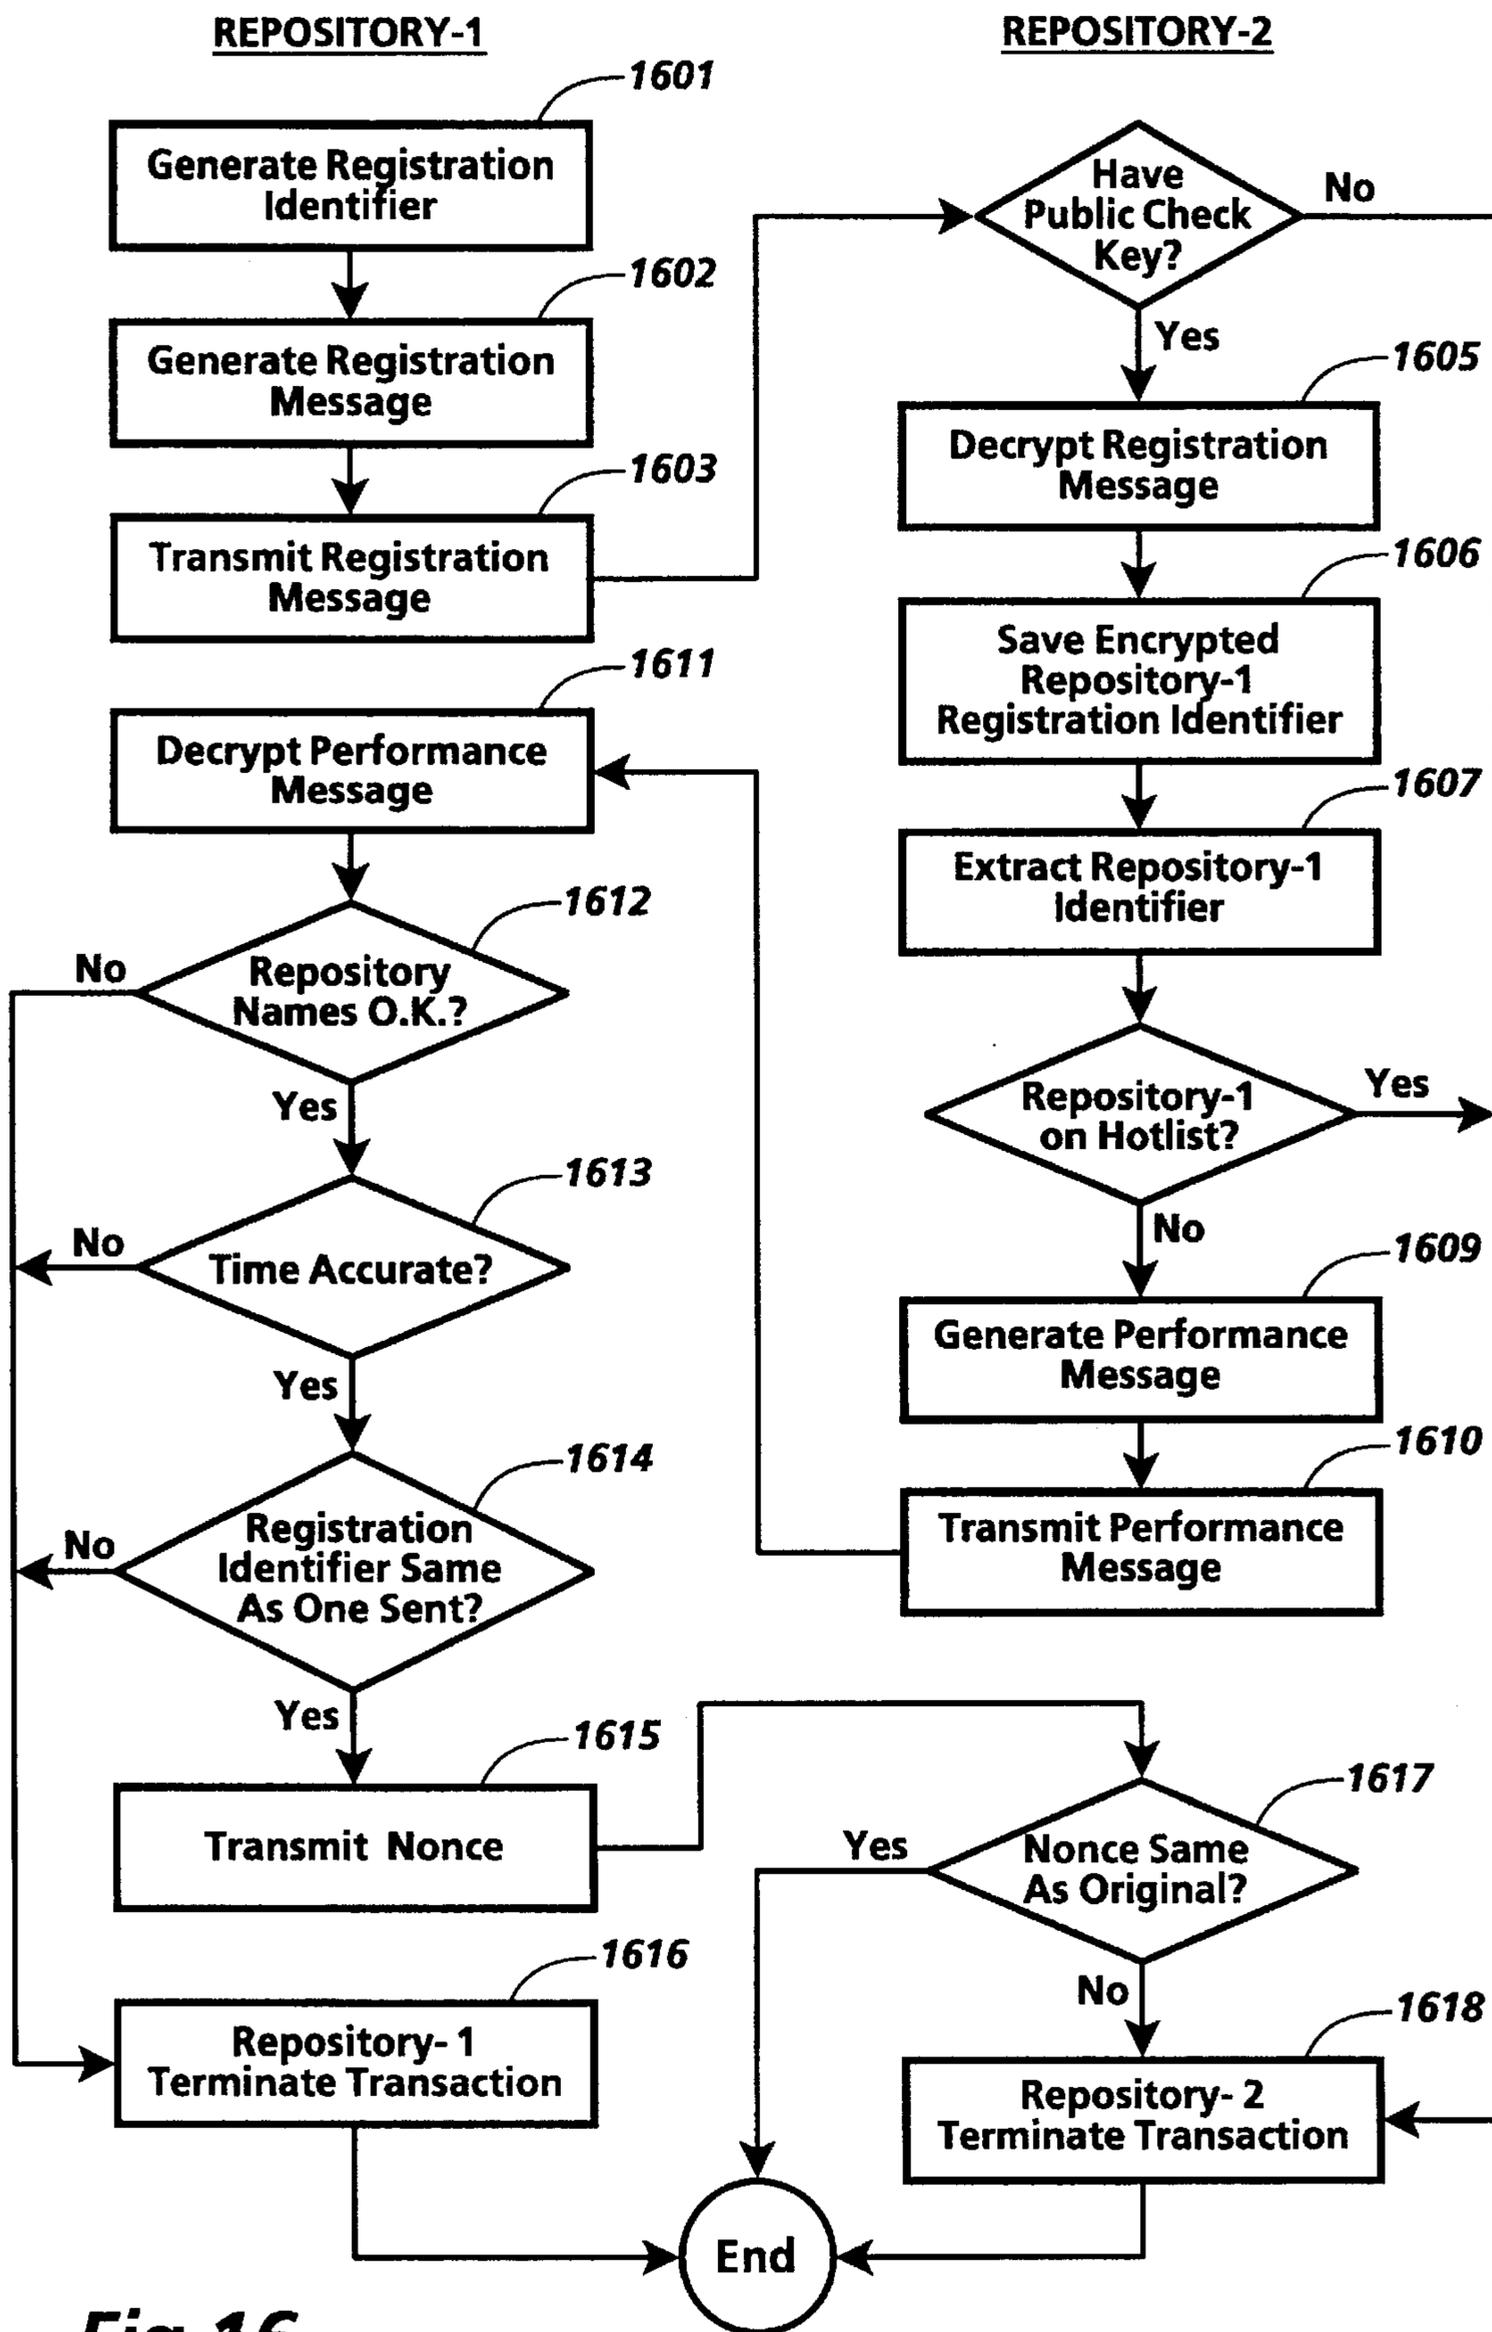 REPOSITORY-1
1601
Generate Registration
Identifier
1602
Generate Registration
Message
1603
Transmit Registration
Message
1611
Decrypt Performance
Message
1612
Repository
Names O.K.?
No
Yes
1613
Time Accurate?
No
Yes
1614
Registration
Identifier Same
As One Sent?
No
Yes
1615
Transmit Nonce
1616
Repository- 1
Terminate Transaction
REPOSITORY-2
Have
Public Check
Key?
No
Yes
1605
Decrypt Registration
Message
1606
Save Encrypted
Repository-1
Registration Identifier
1607
Extract Repository-1
Identifier
Repository-1
on Hotlist?
Yes
No
1609
Generate Performance
Message
1610
Transmit Performance
Message
1617
Nonce Same
As Original?
Yes
No
1618
Repository- 2
Terminate Transaction
End
Fig.16